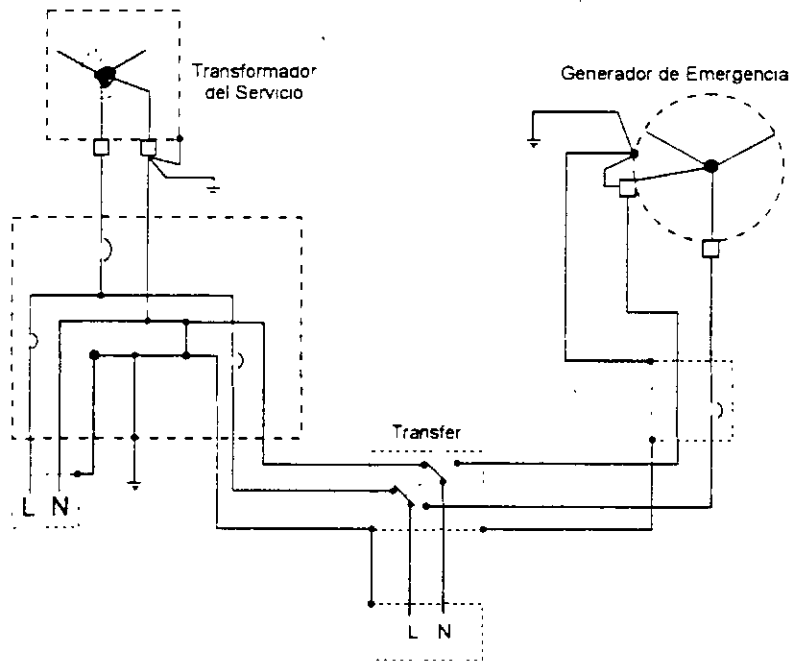 Transformador
del Servicio
Generador de Emergencia
Transfer
L N
L N